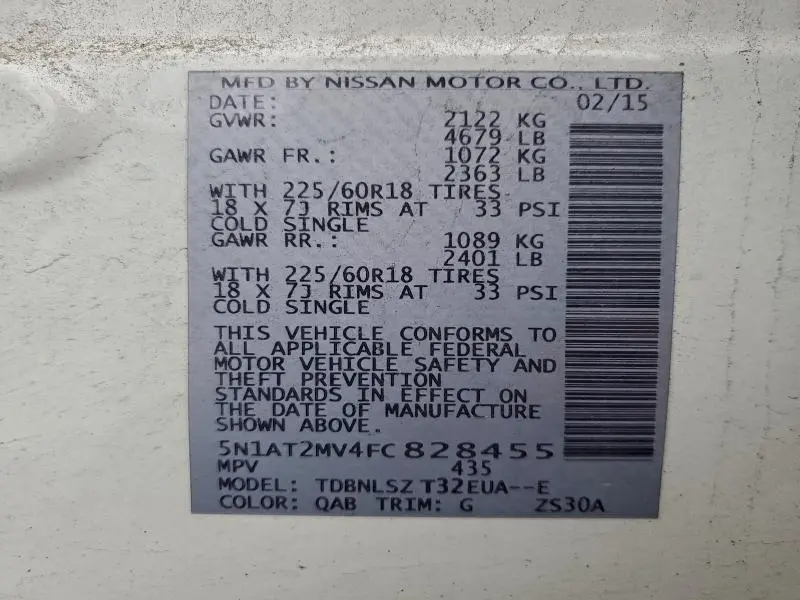 MFD BY NISSAN MOTOR CO., LTD.
DATE: 02/15
GVWR: 2122 KG
4679 LB
GAWR FR.: 1072 KG
2363 LB
WITH 225/60R18 TIRES
18 X 7J RIMS AT 33 PSI
COLD SINGLE
GAWR RR.: 1089 KG
2401 LB
WITH 225/60R18 TIRES
18 X 7J RIMS AT 33 PSI
COLD SINGLE
THIS VEHICLE CONFORMS TO
ALL APPLICABLE FEDERAL
MOTOR VEHICLE SAFETY AND
THEFT PREVENTION
STANDARDS IN EFFECT ON
THE DATE OF MANUFACTURE
SHOWN ABOVE.
5N1AT2MV4FC828455
MPV 435
MODEL: TDBNLSZ T32EUA--E
COLOR: QAB TRIM: G ZS30A